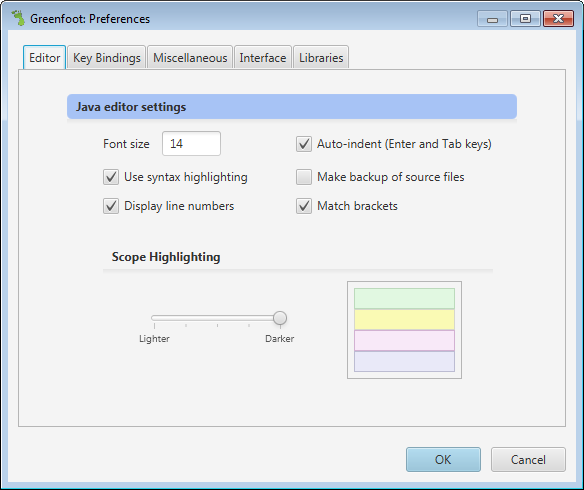 Greenfoot: Preferences
Editor Key Bindings Miscellaneous Interface Libraries
Java editor settings
Font size 14 Auto-indent (Enter and Tab keys)
Use syntax highlighting Make backup of source files
Display line numbers Match brackets
Scope Highlighting
Lighter Darker
OK Cancel